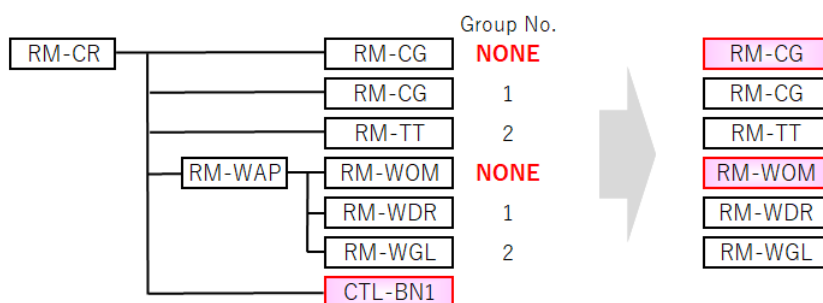 Group No.
RM-CR RM-CG NONE RM-CG
RM-CG 1 RM-CG
RM-TT 2 RM-TT
RM-WAP RM-WOM NONE RM-WOM
RM-WDR 1 RM-WDR
RM-WGL 2 RM-WGL
CTL-BN1